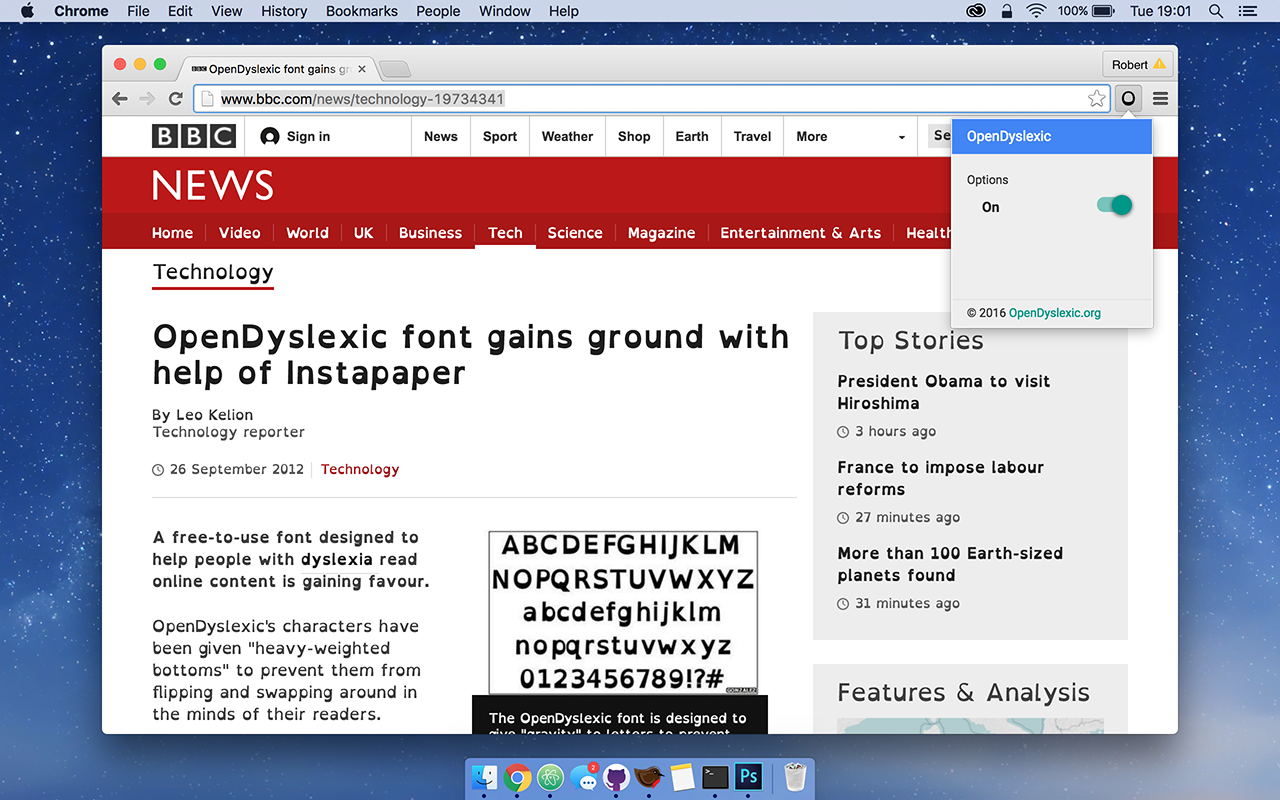 Chrome File Edit View History Bookmarks People Window Help 100% Tue 19:01
BBC OpenDyslexic font gains gr
Robert
www.bbc.com/news/technology-19734341
BBC Sign in News Sport Weather Shop Earth Travel More Se
OpenDyslexic
Options
On
© 2016 OpenDyslexic.org
NEWS
Home Video World UK Business Tech Science Magazine Entertainment & Arts Health
Technology
OpenDyslexic font gains ground with
help of Instapaper
By Leo Kelion
Technology reporter
26 September 2012 Technology
A free-to-use font designed to
help people with dyslexia read
online content is gaining favour.
OpenDyslexic's characters have
been given "heavy-weighted
bottoms" to prevent them from
flipping and swapping around in
the minds of their readers.
ABCDEFGHIJKLM
NOPQRSTUVWXYZ
abcdefghijklm
nopqrstuvwxyz
0123456789!?#
GONZALEZ
The OpenDyslexic font is designed to
give "gravity" to letters to prevent
Top Stories
President Obama to visit
Hiroshima
3 hours ago
France to impose labour
reforms
27 minutes ago
More than 100 Earth-sized
planets found
31 minutes ago
Features & Analysis
2
Ps